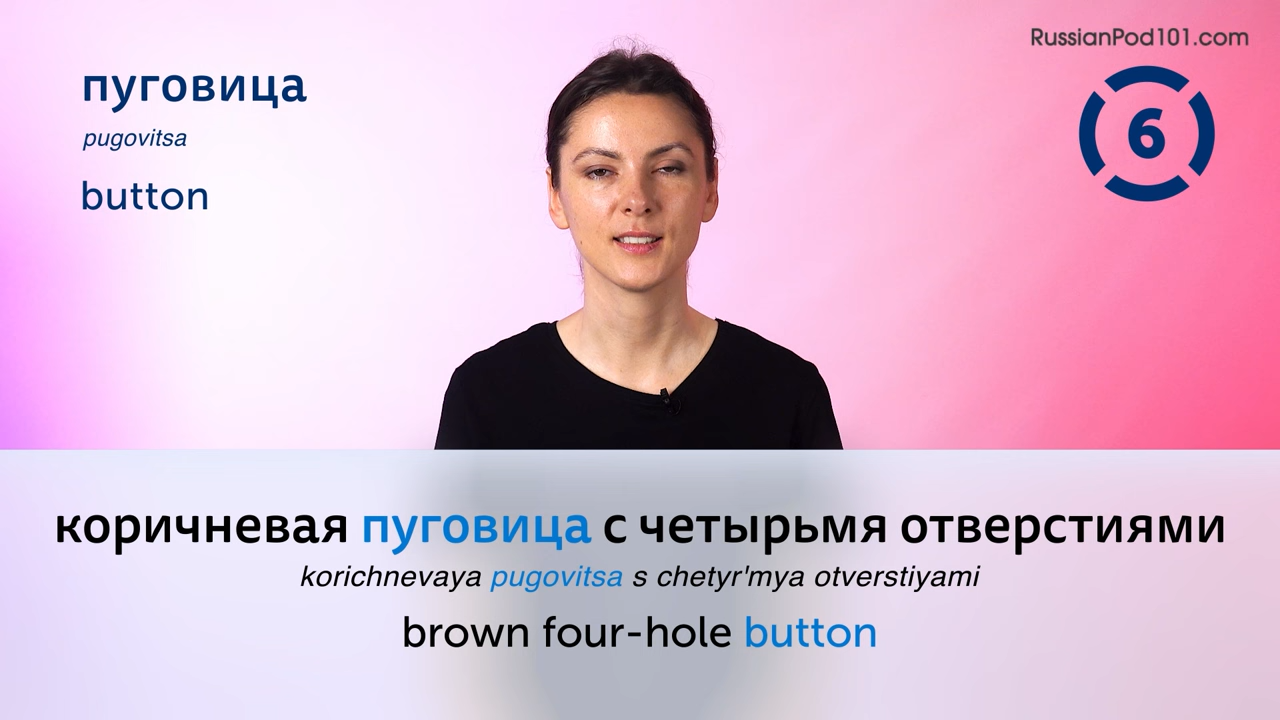 RussianPod101.com
пуговица
pugovitsa
button
6
коричневая пуговица с четырьмя отверстиями
korichnevaya pugovitsa s chetyr'mya otverstiyami
brown four-hole button